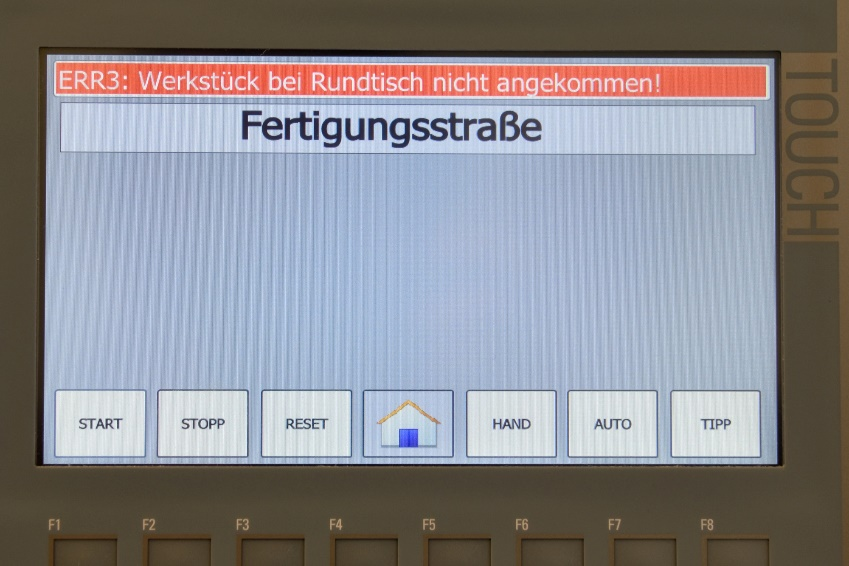 ERR3: Werkstück bei Rundtisch nicht angekommen!
Fertigungsstraße
START STOPP RESET HAND AUTO TIPP
F1 F2 F3 F4 F5 F6 F7 F8
TOUCH